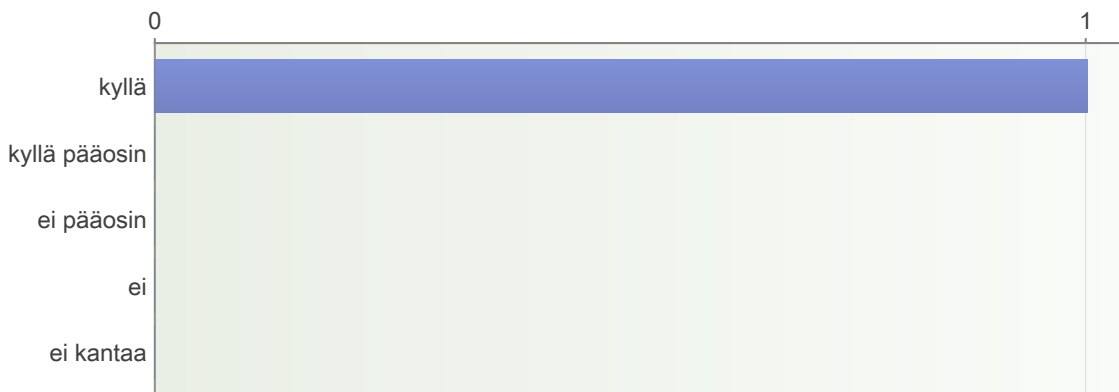 0 1
kyllä
kyllä pääosin
ei pääosin
ei
ei kantaa